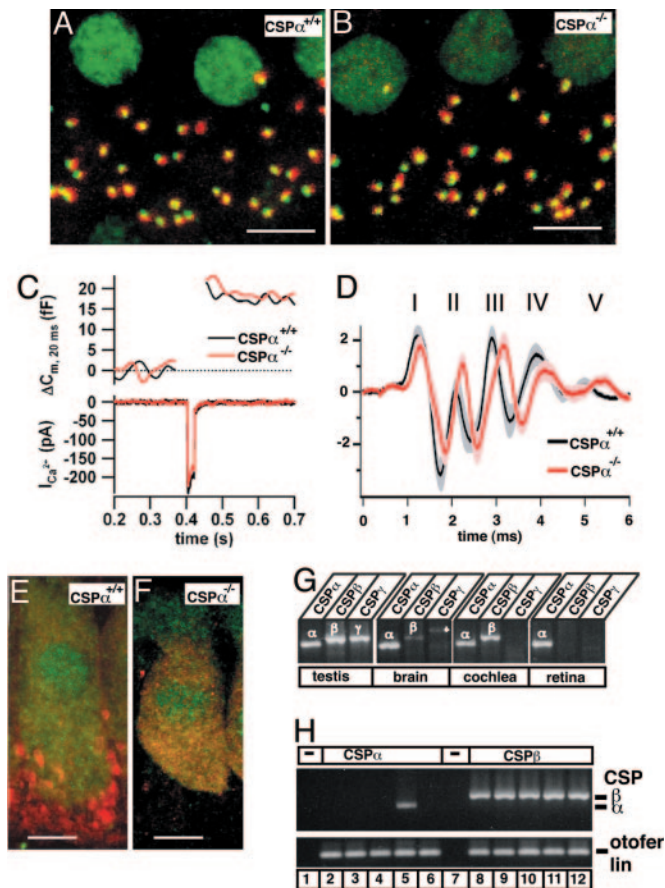 A CSPα+/+
B CSPα-/-
C
ΔCm, 20 ms (fF)
20
15
10
5
0
CSPα+/+
CSPα-/-
ICa2+ (pA)
0
-50
-100
-150
-200
0.2 0.3 0.4 0.5 0.6 0.7
time (s)
D
I II III IV V
2
0
-2
CSPα+/+
CSPα-/-
0 1 2 3 4 5 6
time (ms)
E CSPα+/+
F CSPα-/-
G
CSPα CSPβ CSPγ CSPα CSPβ CSPγ CSPα CSPβ CSPγ CSPα CSPβ CSPγ
α β γ α β + α β α
testis brain cochlea retina
H
- CSPα - CSPβ
CSP
β
α
otofer
lin
1 2 3 4 5 6 7 8 9 10 11 12